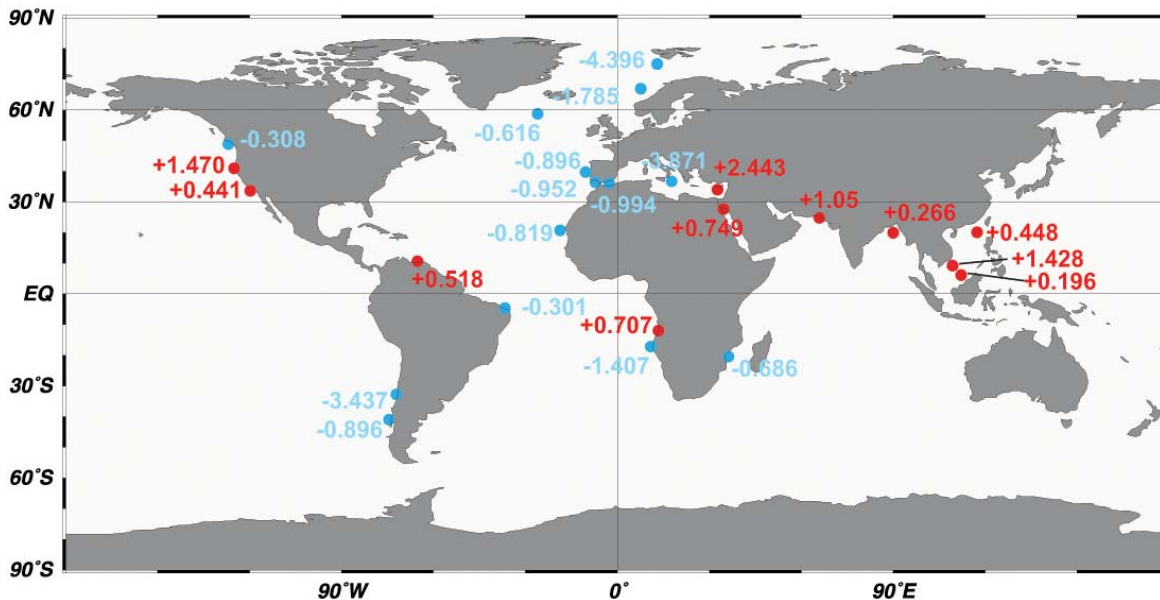 90˚N
-4.396
-1.785
60˚N
-0.616
-0.308
-0.896
-3.871
+2.443
+1.470
+0.441
-0.952
-0.994
30˚N
+1.05
+0.266
+0.749
-0.819
+0.448
+1.428
+0.518
+0.196
EQ
-0.301
+0.707
-1.407
-0.686
30˚S
-3.437
-0.896
60˚S
90˚S
90˚W
0˚
90˚E